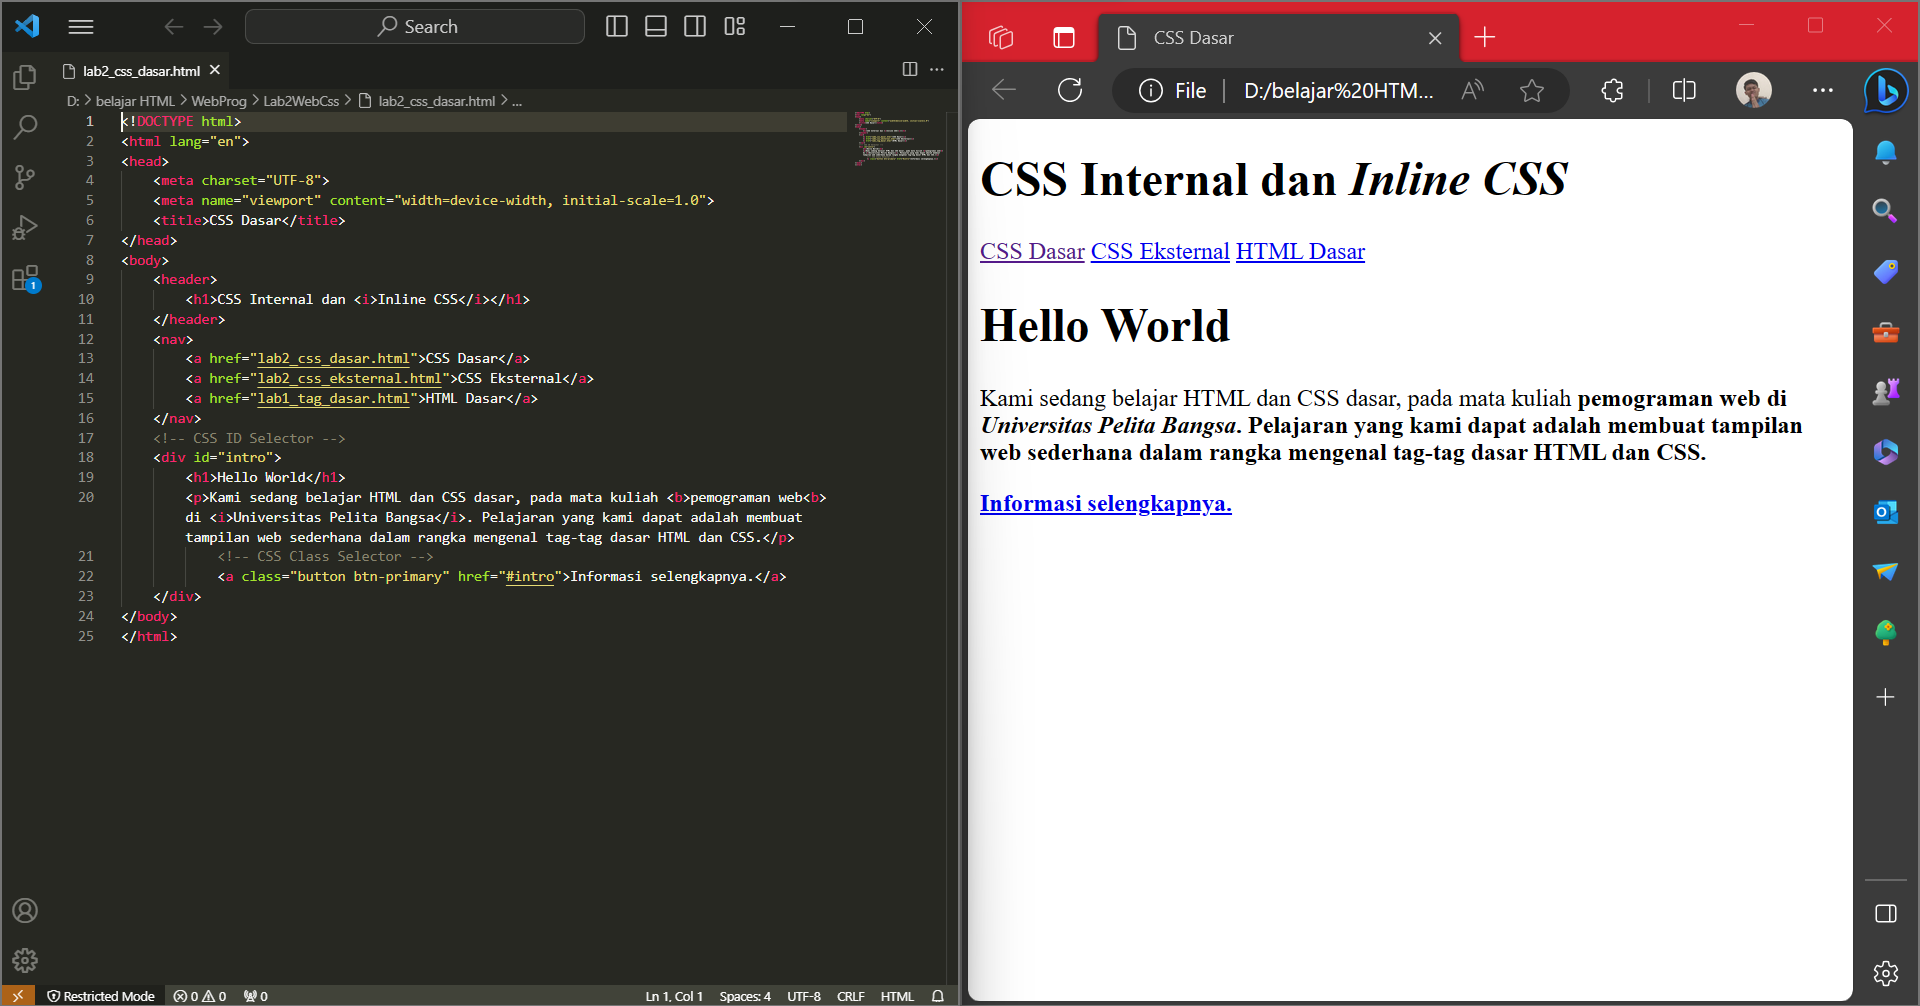 Search
lab2_css_dasar.html
D: > belajar HTML > WebProg > Lab2WebCss > lab2_css_dasar.html > ...
1 <!DOCTYPE html>
2 <html lang="en">
3 <head>
4 <meta charset="UTF-8">
5 <meta name="viewport" content="width=device-width, initial-scale=1.0">
6 <title>CSS Dasar</title>
7 </head>
8 <body>
9 <header>
10 <h1>CSS Internal dan <i>Inline CSS</i></h1>
11 </header>
12 <nav>
13 <a href="lab2_css_dasar.html">CSS Dasar</a>
14 <a href="lab2_css_eksternal.html">CSS Eksternal</a>
15 <a href="lab1_tag_dasar.html">HTML Dasar</a>
16 </nav>
17 <!-- CSS ID Selector -->
18 <div id="intro">
19 <h1>Hello World</h1>
20 <p>Kami sedang belajar HTML dan CSS dasar, pada mata kuliah <b>pemograman web<b>
di <i>Universitas Pelita Bangsa</i>. Pelajaran yang kami dapat adalah membuat
tampilan web sederhana dalam rangka mengenal tag-tag dasar HTML dan CSS.</p>
21 <!-- CSS Class Selector -->
22 <a class="button btn-primary" href="#intro">Informasi selengkapnya.</a>
23 </div>
24 </body>
25 </html>
1
Restricted Mode 0 0 0 Ln 1, Col 1 Spaces: 4 UTF-8 CRLF HTML
CSS Dasar
File D:/belajar%20HTM...
CSS Internal dan Inline CSS
CSS Dasar CSS Eksternal HTML Dasar
Hello World
Kami sedang belajar HTML dan CSS dasar, pada mata kuliah pemograman web di
Universitas Pelita Bangsa. Pelajaran yang kami dapat adalah membuat tampilan
web sederhana dalam rangka mengenal tag-tag dasar HTML dan CSS.
Informasi selengkapnya.